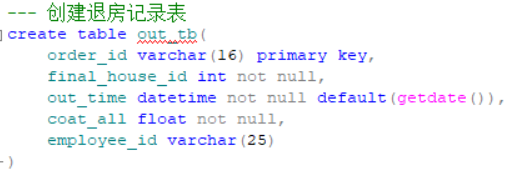 --- 创建退房记录表
create table out_tb(
order_id varchar(16) primary key,
final_house_id int not null,
out_time datetime not null default(getdate()),
coat_all float not null,
employee_id varchar(25)
)